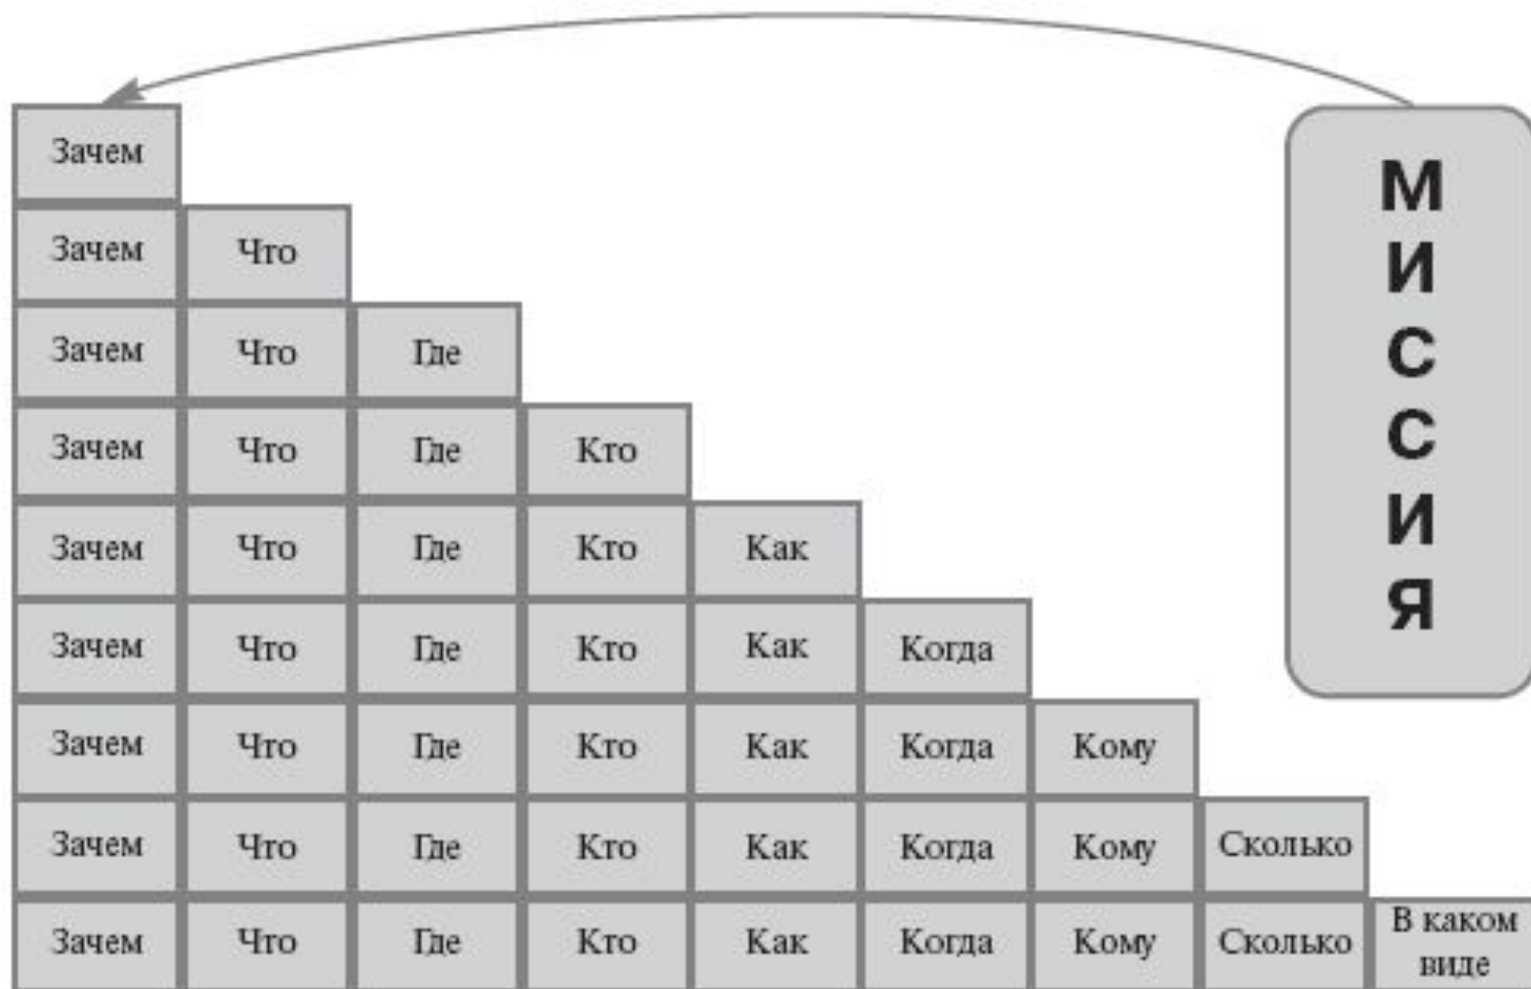 Зачем
Зачем Что
Зачем Что Где
Зачем Что Где Кто
Зачем Что Где Кто Как
Зачем Что Где Кто Как Когда
Зачем Что Где Кто Как Когда Кому
Зачем Что Где Кто Как Когда Кому Сколько
Зачем Что Где Кто Как Когда Кому Сколько В каком
виде
М
И
С
С
И
Я